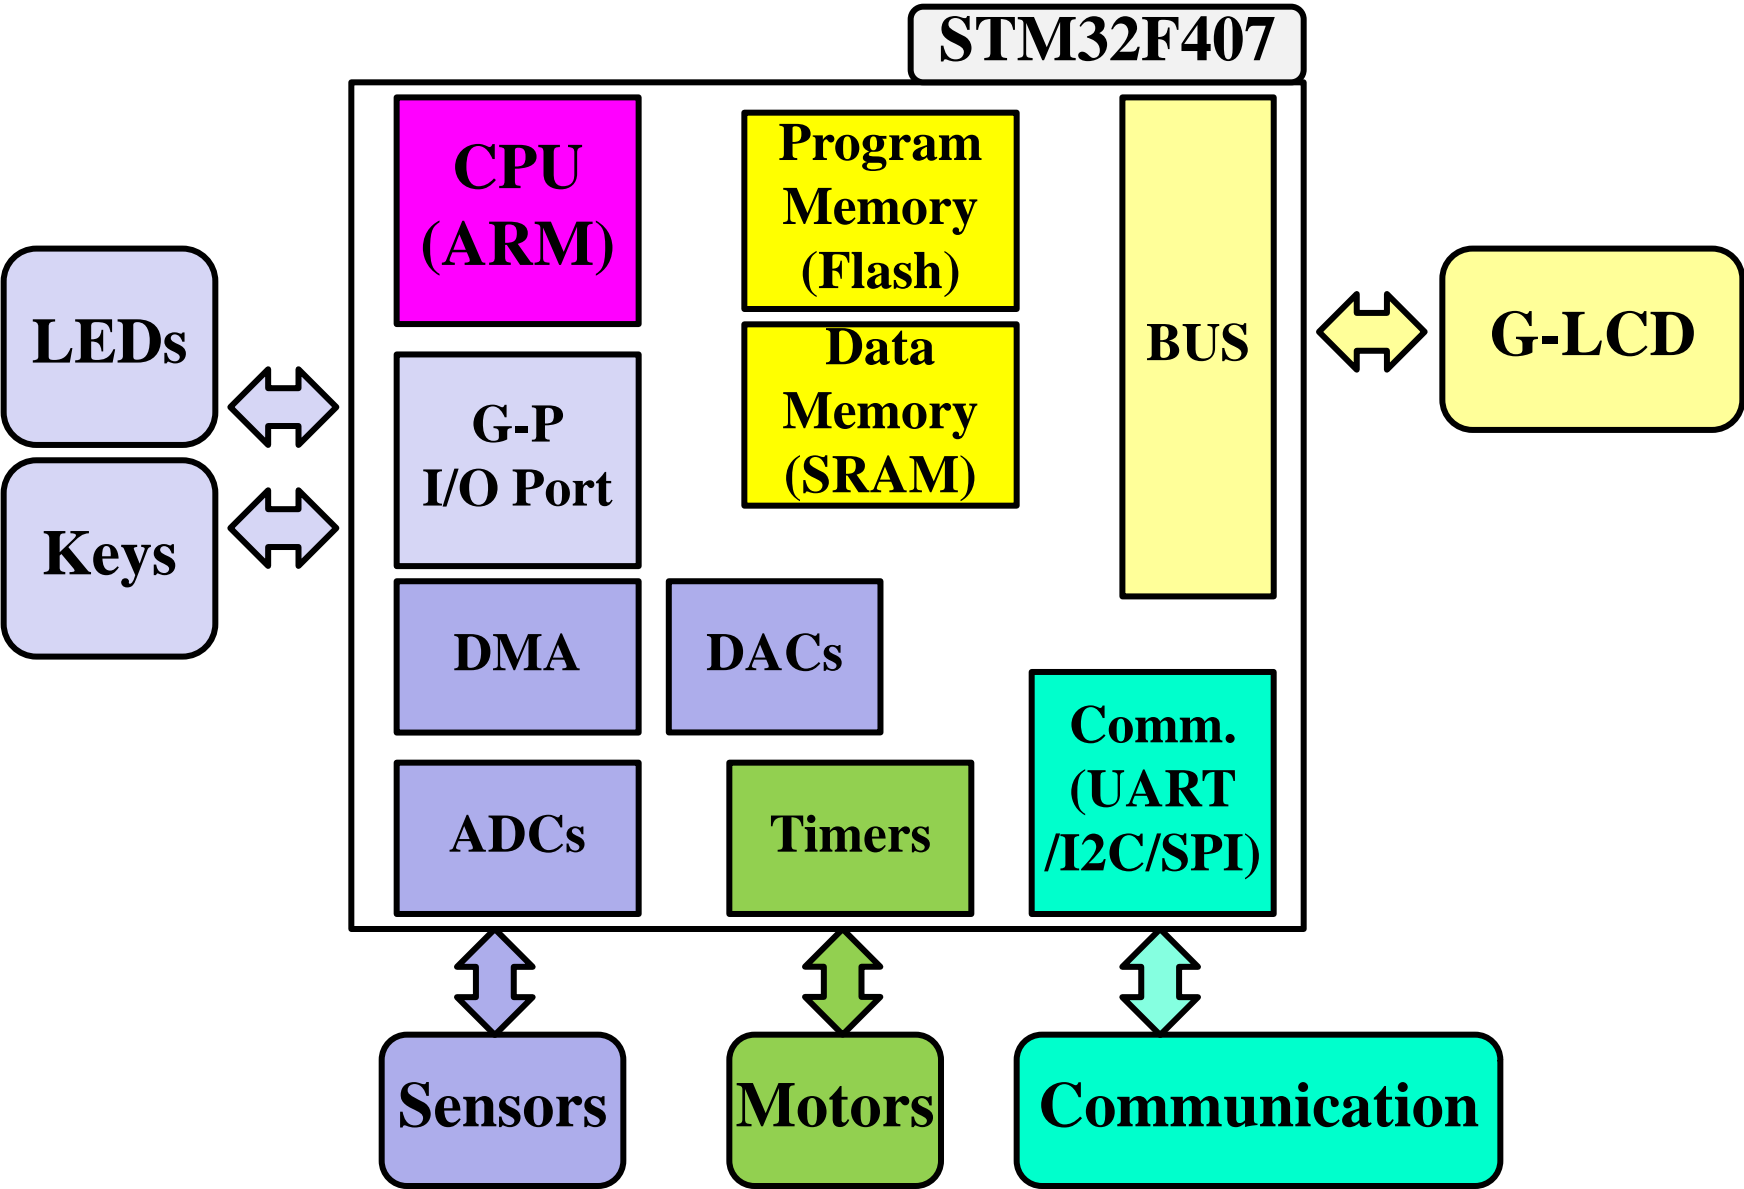 STM32F407
CPU
(ARM)
Program
Memory
(Flash)
Data
Memory
(SRAM)
BUS
G-LCD
LEDs
Keys
G-P
I/O Port
DMA
DACs
ADCs
Timers
Comm.
(UART
/I2C/SPI)
Sensors
Motors
Communication